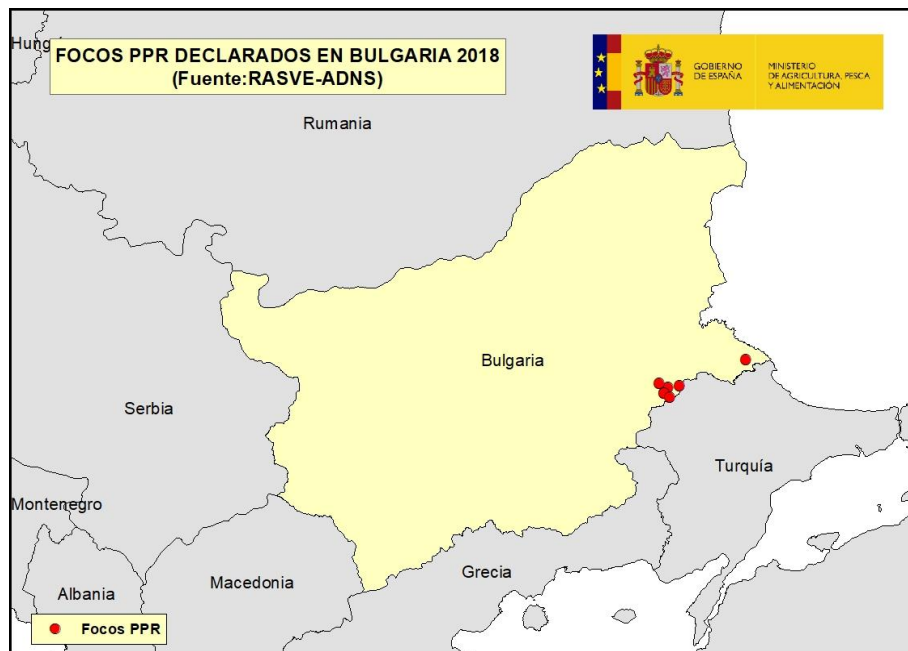 Hungría
FOCOS PPR DECLARADOS EN BULGARIA 2018
(Fuente:RASVE-ADNS)
GOBIERNO
DE ESPAÑA
MINISTERIO
DE AGRICULTURA, PESCA
Y ALIMENTACIÓN
Rumania
Bulgaria
Serbia
Turquía
Montenegro
Grecia
Macedonia
Albania
Focos PPR